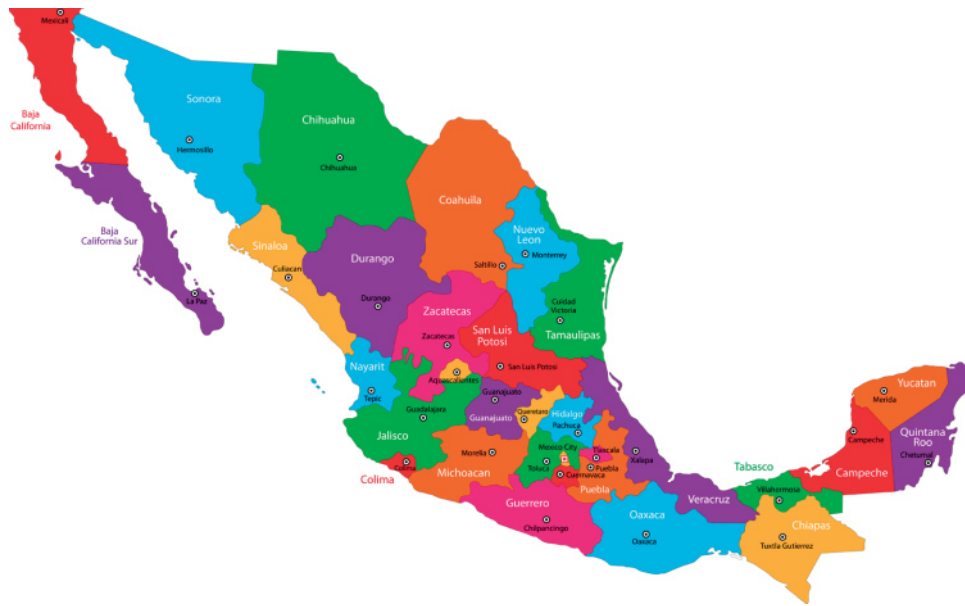 Mexicali
Sonora
Baja
California
Hermosillo
Chihuahua
Chihuahua
Coahuila
Baja
California Sur
La Paz
Sinaloa
Culiacan
Durango
Durango
Nuevo
Leon
Monterrey
Saltillo
Cuidad
Victoria
Tamaulipas
Zacatecas
Zacatecas
San Luis
Potosi
San Luis Potosi
Nayarit
Tepic
Aguascalientes
Guadalajara
Jalisco
Guanajuato
Guanajuato
Queretaro
Hidalgo
Pachuca
Colima
Colima
Morella
Michoacan
Mexico City
Toluca
Tlaxcala
Puebla
Cuernavaca
Puebla
Xalapa
Guerrero
Chilpancingo
Oaxaca
Oaxaca
Veracruz
Tabasco
Villahermosa
Chiapas
Tuxtla Gutierrez
Yucatan
Merida
Campeche
Campeche
Quintana
Roo
Chetumal